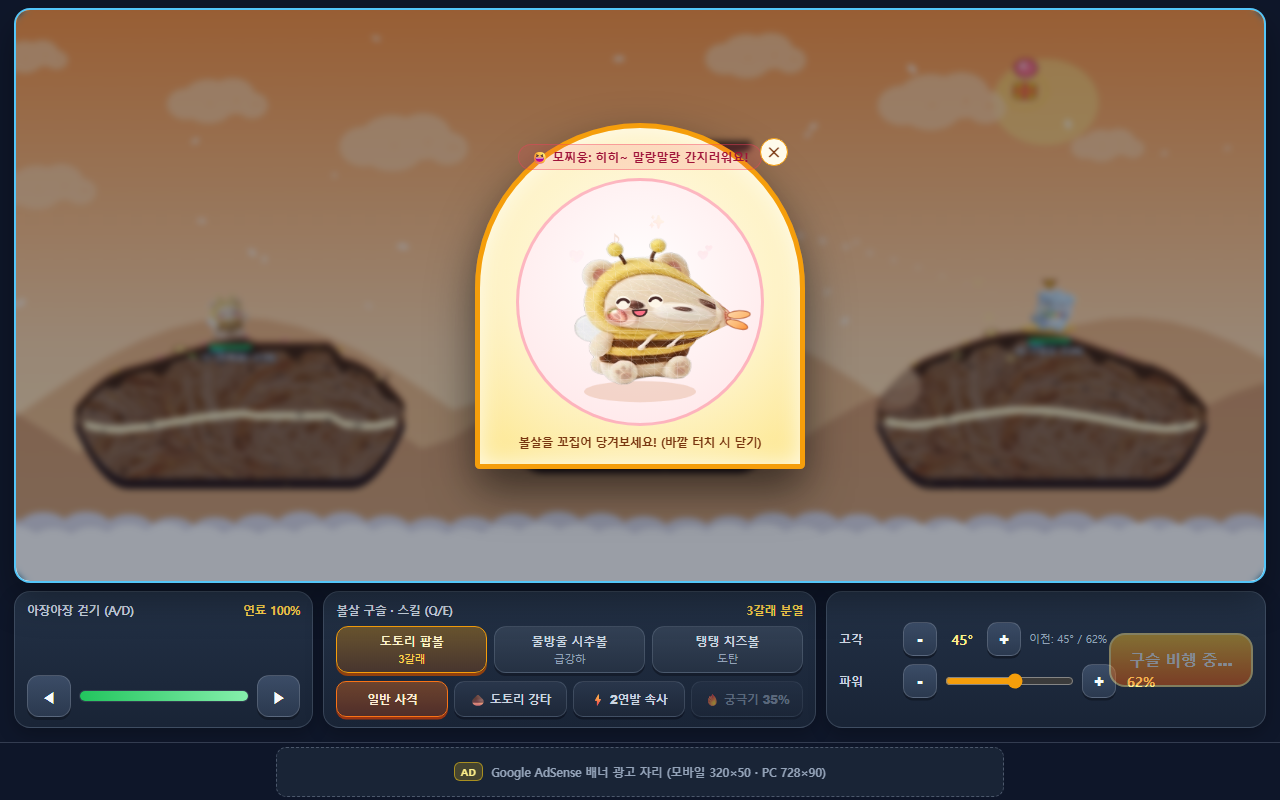 😝 모찌웅: 히히~ 말랑말랑 간지러워요!
✕
볼살을 꼬집어 당겨보세요! (바깥 터치 시 닫기)
아장아장 걷기 (A/D)
연료 100%
◀
▶
볼살 구슬 · 스킬 (Q/E)
3갈래 분열
도토리 팝볼
3갈래
물방울 시추볼
급강하
탱탱 치즈볼
도탄
일반 사격
🌰 도토리 강타
⚡ 2연발 속사
🔥 궁극기 35%
고각
-
45°
+
이전: 45° / 62%
파워
-
+
62%
구슬 비행 중...
AD
Google AdSense 배너 광고 자리 (모바일 320×50 · PC 728×90)